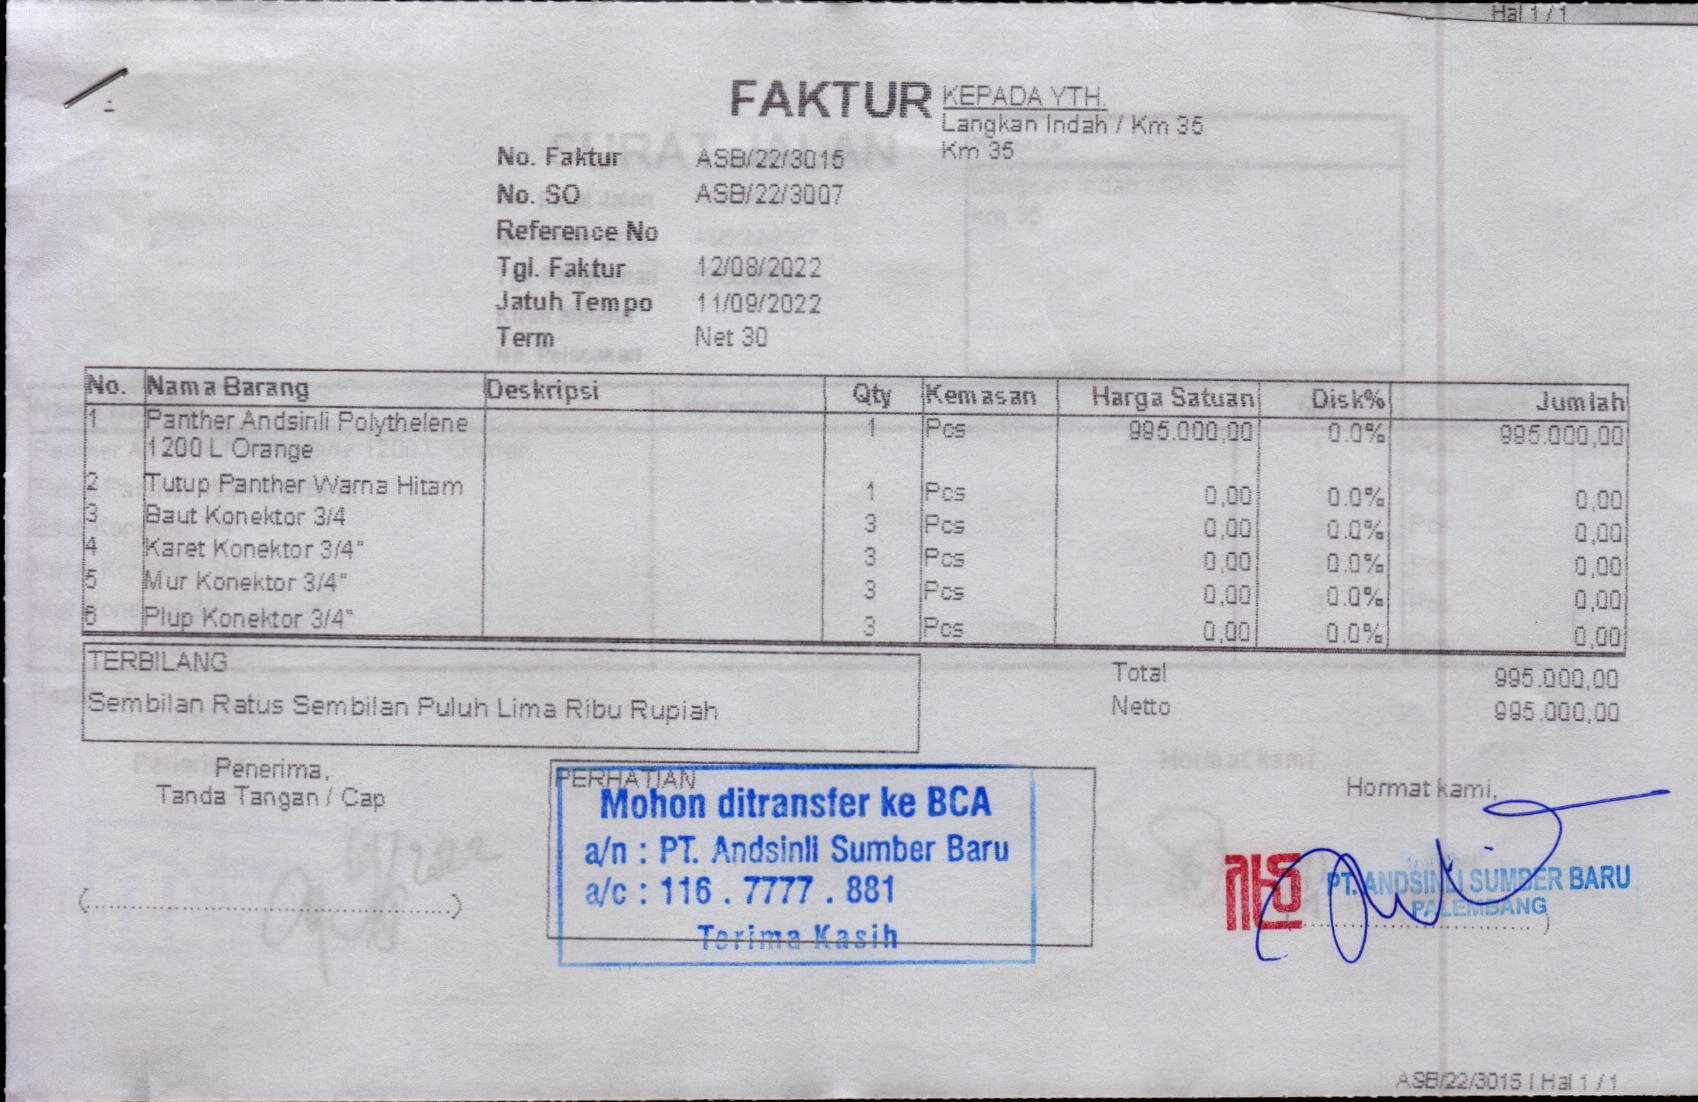 Hal 1 / 1
FAKTUR
KEPADA YTH.
Langkan Indah / Km 35
Km 35
No. Faktur ASB/22/3015
No. SO ASB/22/3007
Reference No
Tgl. Faktur 12/08/2022
Jatuh Tempo 11/09/2022
Term Net 30
No. Nama Barang Deskripsi Qty Kemasan Harga Satuan Disk% Jumlah
1 Panther Andsinli Polythelene 1 Pcs 995.000,00 0.0% 995.000,00
1200 L Orange
2 Tutup Panther Warna Hitam 1 Pcs 0,00 0.0% 0,00
3 Baut Konektor 3/4 3 Pcs 0,00 0.0% 0,00
4 Karet Konektor 3/4" 3 Pcs 0,00 0.0% 0,00
5 Mur Konektor 3/4" 3 Pcs 0,00 0.0% 0,00
6 Plup Konektor 3/4" 3 Pcs 0,00 0.0% 0,00
TERBILANG
Sembilan Ratus Sembilan Puluh Lima Ribu Rupiah
Total 995.000,00
Netto 995.000,00
Penerima,
Tanda Tangan / Cap
(..................................................)
PERHATIAN
Mohon ditransfer ke BCA
a/n : PT. Andsinli Sumber Baru
a/c : 116 . 7777 . 881
Terima Kasih
Hormat kami,
PT. ANDSINLI SUMBER BARU
PALEMBANG
ASB/22/3015 | Hal 1 / 1